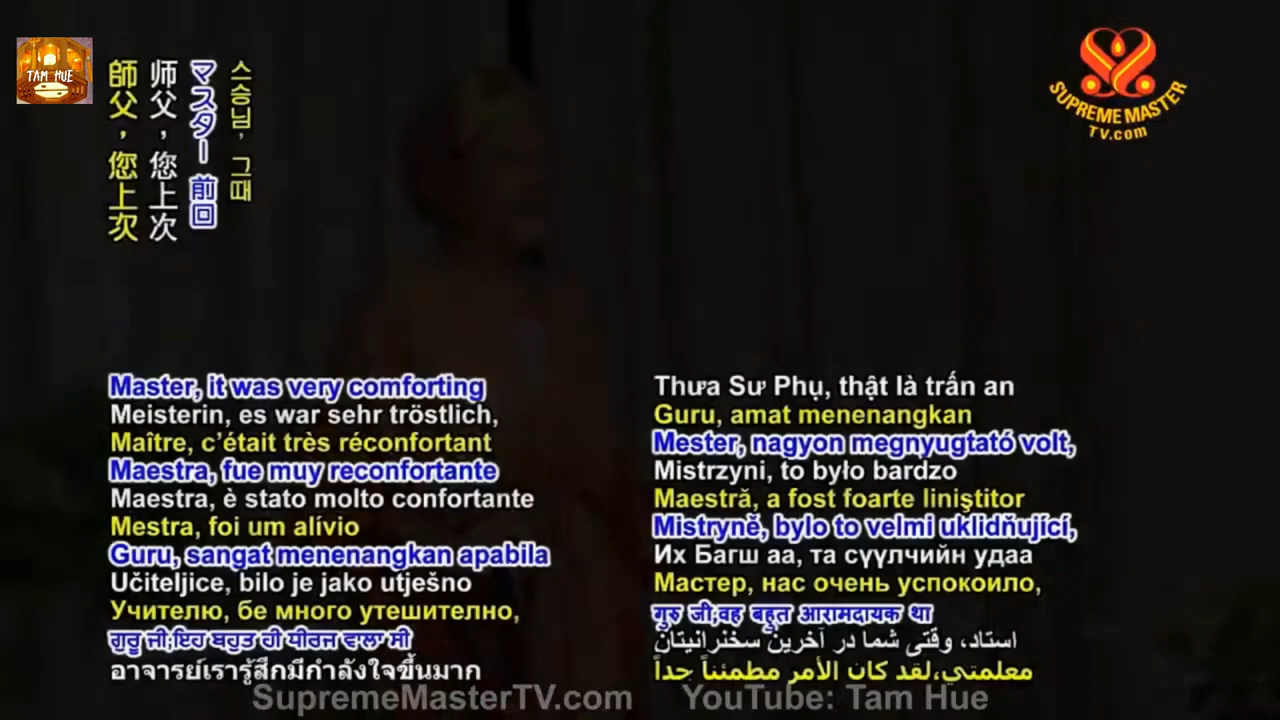 TAM HUE
師父，您上次
师父，您上次
マスター 前回
스승님, 그때
SUPREME MASTER
TV.com
Master, it was very comforting
Meisterin, es war sehr tröstlich,
Maître, c'était très réconfortant
Maestra, fue muy reconfortante
Maestra, è stato molto confortante
Mestra, foi um alívio
Guru, sangat menenangkan apabila
Učiteljice, bilo je jako utješno
Учителю, бе много утешително,
ਗੁਰੂ ਜੀ;ਇਹ ਬਹੁਤ ਹੀ ਧੀਰਜ ਵਾਲਾ ਸੀ
อาจารย์เรารู้สึกมีกำลังใจขึ้นมาก
Thưa Sư Phụ, thật là trấn an
Guru, amat menenangkan
Mester, nagyon megnyugtató volt,
Mistrzyni, to było bardzo
Maestră, a fost foarte liniştitor
Mistryně, bylo to velmi uklidňující,
Их Багш аа, та сүүлчийн удаа
Мастер, нас очень успокоило,
गुरु जी;वह बहुत आरामदायक था
استاد، وقتی شما در آخرین سخنرانیتان
معلمتي،لقد كان الأمر مطمئناً جداً
SupremeMasterTV.com
YouTube: Tam Hue